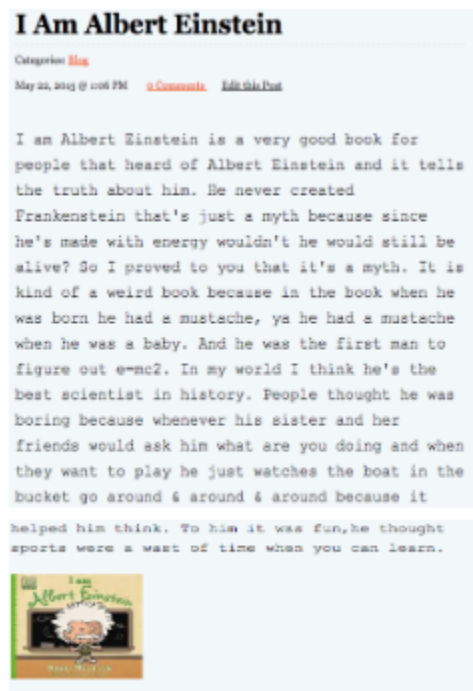 I Am Albert Einstein
Categories: Blog
May 22, 2015 @ 1:06 PM 0 Comments Edit this Post
I am Albert Einstein is a very good book for
people that heard of Albert Einstein and it tells
the truth about him. He never created
Frankenstein that's just a myth because since
he's made with energy wouldn't he would still be
alive? So I proved to you that it's a myth. It is
kind of a weird book because in the book when he
was born he had a mustache, ya he had a mustache
when he was a baby. And he was the first man to
figure out e=mc2. In my world I think he's the
best scientist in history. People thought he was
boring because whenever his sister and her
friends would ask him what are you doing and when
they want to play he just watches the boat in the
bucket go around & around & around because it
helped him think. To him it was fun,he thought
sports were a wast of time when you can learn.
I am
Albert Einstein